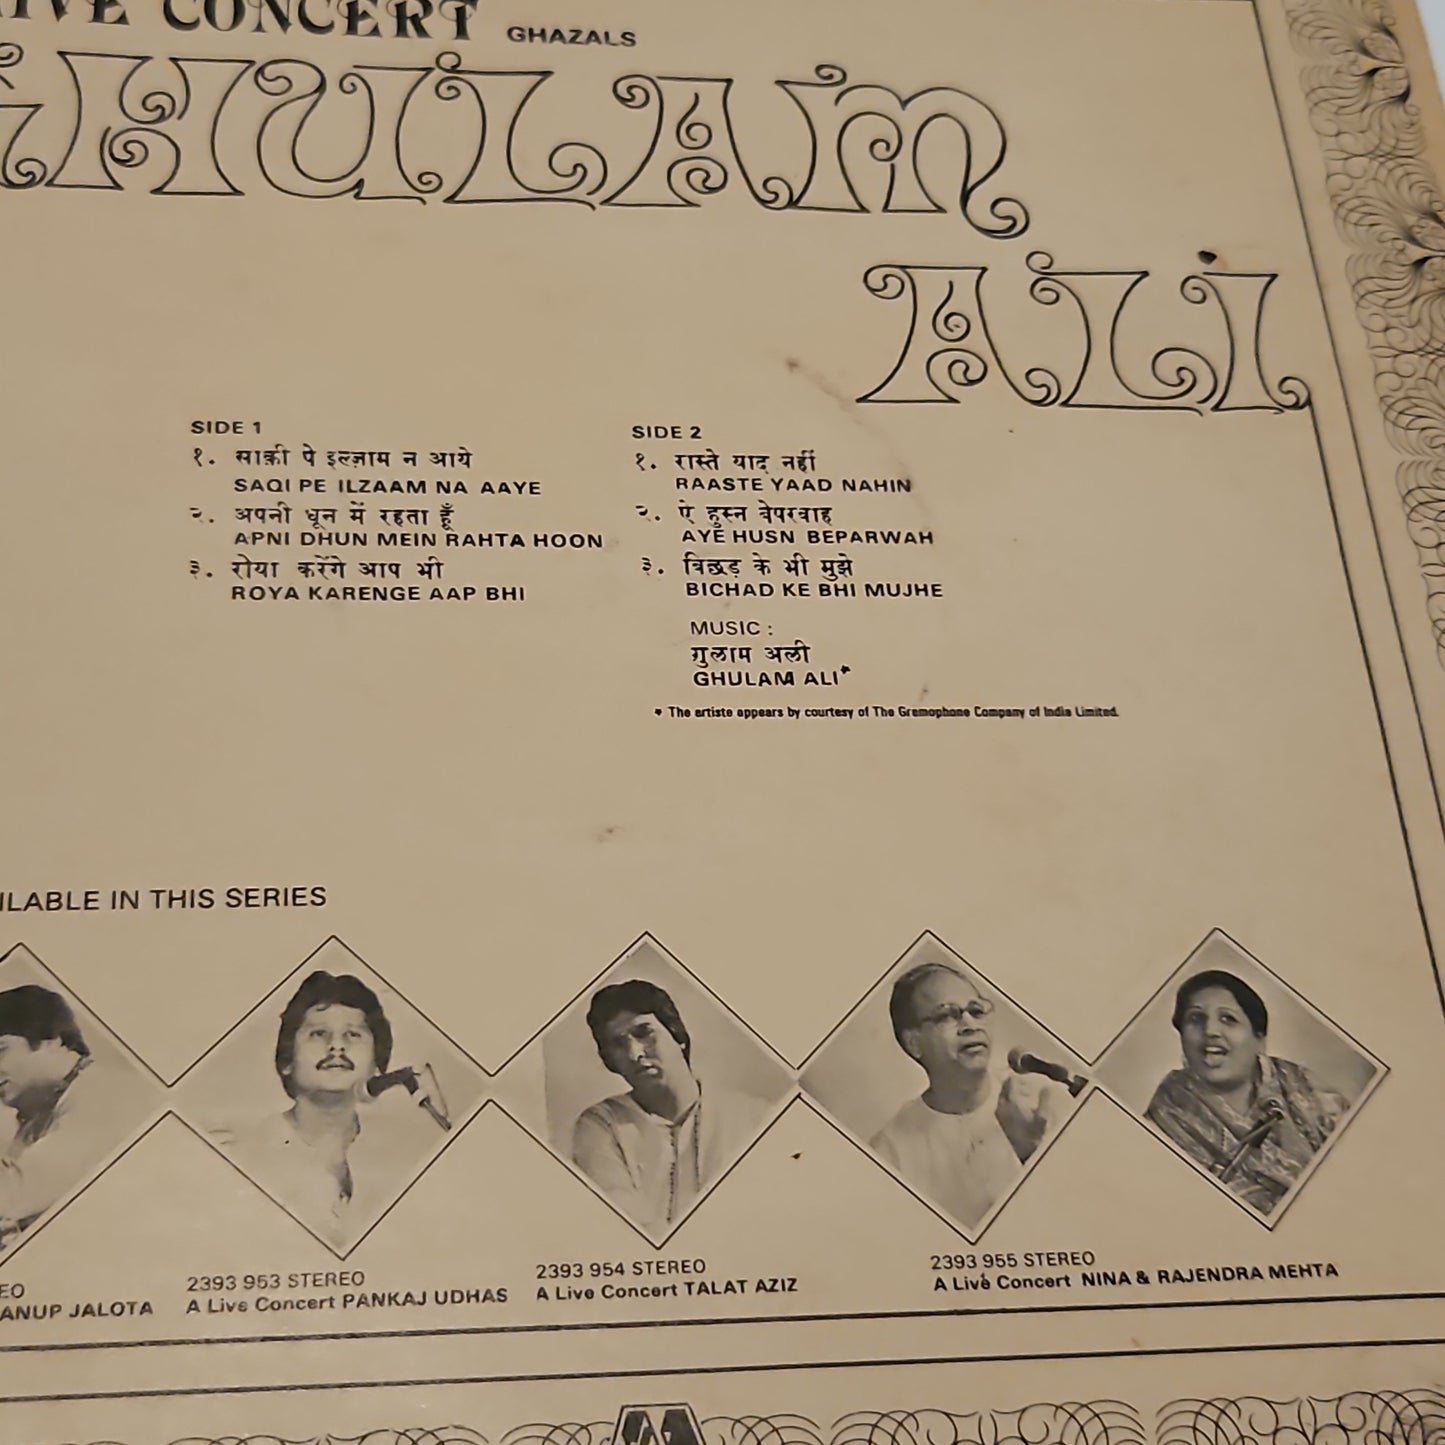 LIVE CONCERT GHAZALS
GHULAM
ALI
SIDE 1
१. साक़ी पे इल्ज़ाम न आये
SAQI PE ILZAAM NA AAYE
२. अपनी धून में रहता हूँ
APNI DHUN MEIN RAHTA HOON
३. रोया करेंगे आप भी
ROYA KARENGE AAP BHI
SIDE 2
१. रास्ते याद नहीं
RAASTE YAAD NAHIN
२. ऐ हुस्न बेपरवाह
AYE HUSN BEPARWAH
३. बिछड़ के भी मुझे
BICHAD KE BHI MUJHE
MUSIC :
ग़ुलाम अली
GHULAM ALI*
* The artiste appears by courtesy of The Gramophone Company of India Limited.
ILABLE IN THIS SERIES
EO
ANUP JALOTA
2393 953 STEREO
A Live Concert PANKAJ UDHAS
2393 954 STEREO
A Live Concert TALAT AZIZ
2393 955 STEREO
A Live Concert NINA & RAJENDRA MEHTA